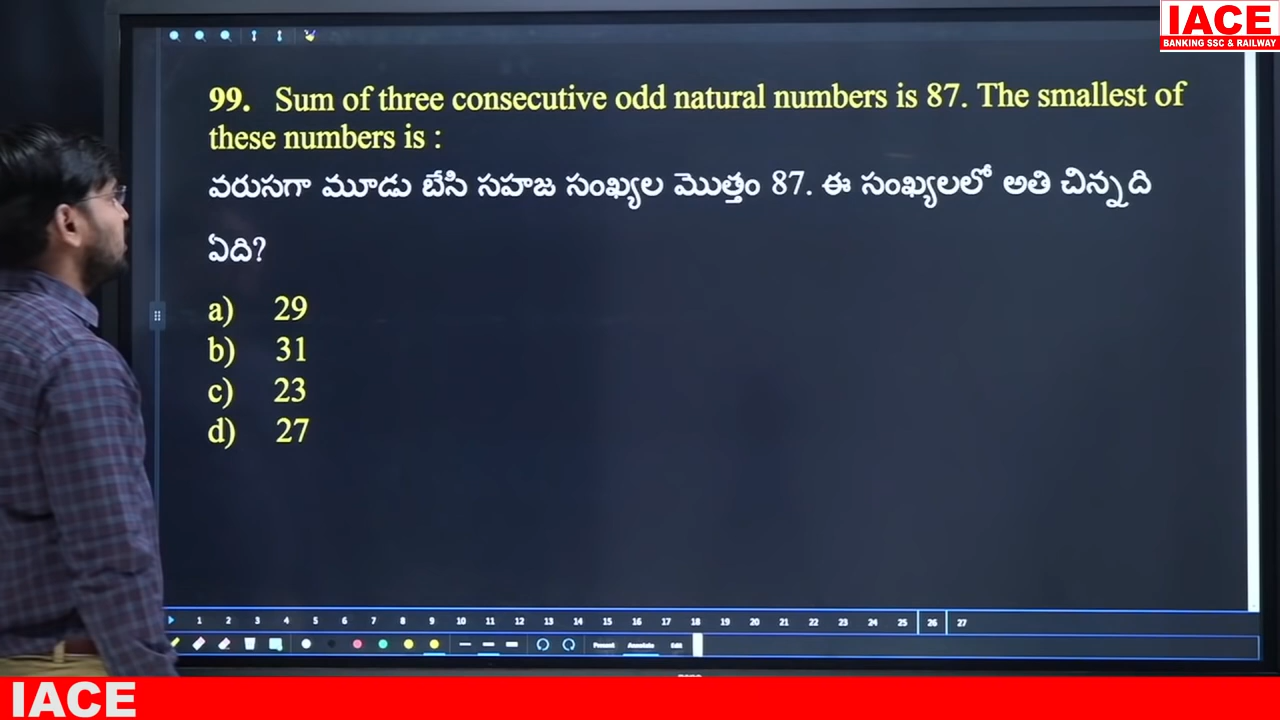 IACE
BANKING SSC & RAILWAY
99. Sum of three consecutive odd natural numbers is 87. The smallest of
these numbers is :
వరుసగా మూడు బేసి సహజ సంఖ్యల మొత్తం 87. ఈ సంఖ్యలలో అతి చిన్నది
ఏది?
a) 29
b) 31
c) 23
d) 27
1 2 3 4 5 6 7 8 9 10 11 12 13 14 15 16 17 18 19 20 21 22 23 24 25 26 27
Present Annotate Edit
IACE